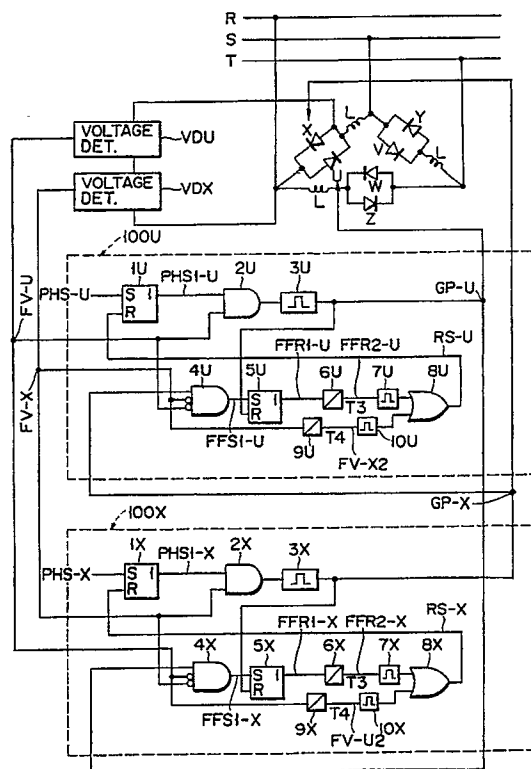 R
S
T
VOLTAGE DET.
VDU
VOLTAGE DET.
VDX
X
L
Y
V
L
U
W
L
Z
100U
FV-U
FV-X
1U
PHS1-U
2U
3U
GP-U
PHS-U
S 1
R
RS-U
4U
5U
FFR1-U
FFR2-U
6U
7U
8U
S 1
R
T3
FFS1-U
9U
T4
10U
FV-X2
GP-X
100X
1X
PHS1-X
2X
3X
PHS-X
S 1
R
RS-X
4X
5X
FFR1-X
FFR2-X
6X
7X
8X
S 1
R
T3
FFS1-X
9X
T4
10X
FV-U2